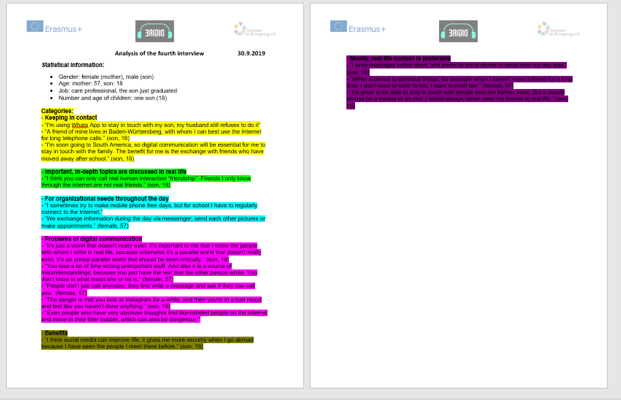 Erasmus+
DIGIRE
Analysis of the fourth interview 30.9.2019
Statistical information:
• Gender: female (mother), male (son)
• Age: mother: 57, son: 18
• Job: care professional, the son just graduated
• Number and age of children: one son (18)
Categories:
- Keeping in contact
- "I'm using Whats App to stay in touch with my son, my husband still refuses to do it"
- "A friend of mine lives in Baden-Württemberg, with whom I can best use the Internet
for long telephone calls." (son, 18)
- "I'm soon going to South America, so digital communication will be essential for me to
stay in touch with the family. The benefit for me is the exchange with friends who have
moved away after school." (son, 18)
- Important, in-depth topics are discussed in real life
- "I think you can only call real human interaction "friendship". Friends I only know
through the internet are not real friends." (son, 18)
- For organizational needs throughout the day
- "I sometimes try to make mobile phone free days, but for school I have to regularly
connect to the Internet."
- "We exchange information during the day via messenger, send each other pictures or
make appointments." (female, 57)
- Problems of digital communication
- "It's just a world that doesn't really exist. It's important to me that I know the people
with whom I write in real life, because otherwise it's a parallel world that doesn't really
exist. It's an unreal parallel world that should be seen critically." (son, 18)
- "You lose a lot of time writing unimportant stuff. And also it is a source of
misunderstandings, because you just have the text that the other person wrote. You
don't know in what mood she or he is." (female, 57)
- "People don't just call anymore, they first write a message and ask if they can call
you." (female, 57)
- "The danger is that you look at Instagram for a while, and then you're in a bad mood
and feel like you haven't done anything." (son, 18)
- "Even people who have very abstruse thoughts find like-minded people on the Internet
and move in their filter bubble, which can also be dangerous."
- Benefits
- "I think social media can improve life, it gives me more security when I go abroad
because I have seen the people I meet there before." (son, 18)
Erasmus+
DIGIRE
- Mostly, real life contact is preferable
(son, 18)
- "When it comes to personal things, for example when I haven't seen a friend for a long
time, I don't want to write to her, I want to meet her." (female, 57)
- "It's great to be able to stay in touch with people who are further away. But it should
always be a means to an end, I would always rather meet my friends in real life." (son,
18)